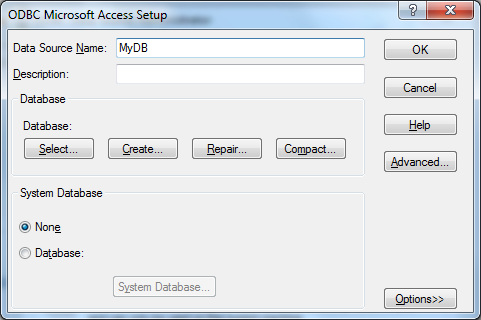 ODBC Microsoft Access Setup
Data Source Name: MyDB
OK
Description:
Cancel
Database
Help
Database:
Select... Create... Repair... Compact...
Advanced...
System Database
None
Database:
System Database...
Options>>